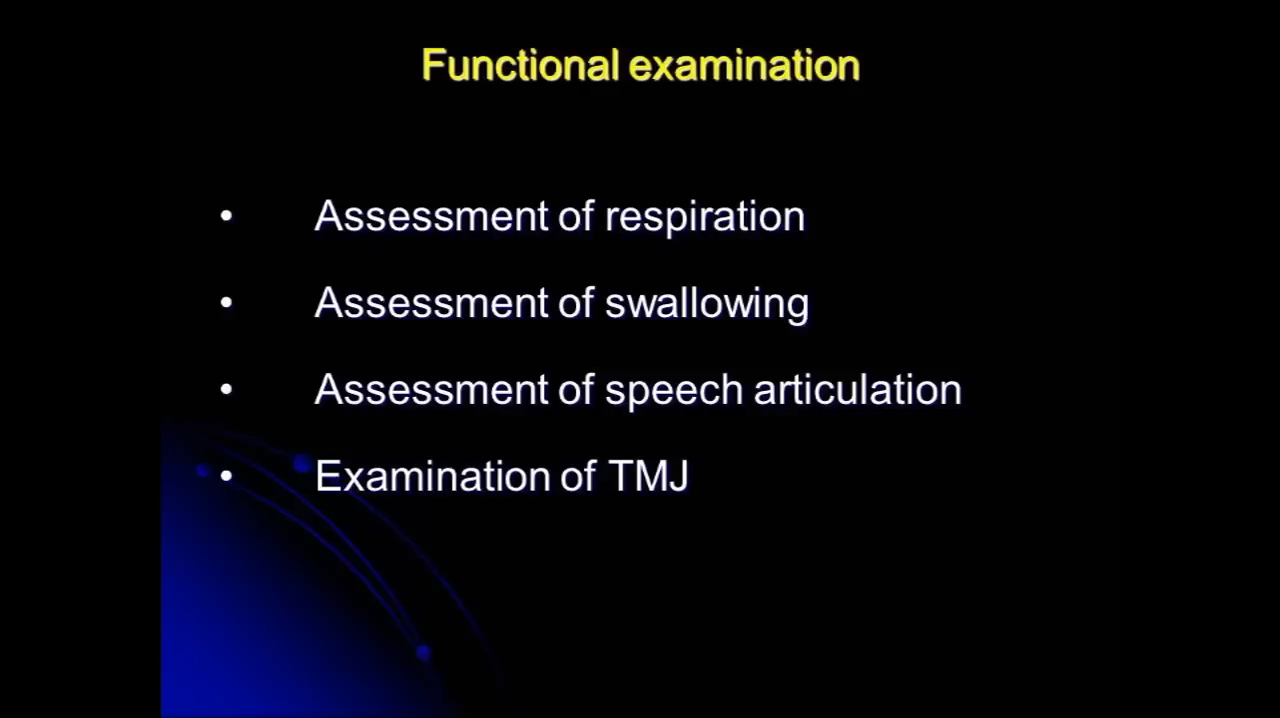 Functional examination
• Assessment of respiration
• Assessment of swallowing
• Assessment of speech articulation
• Examination of TMJ